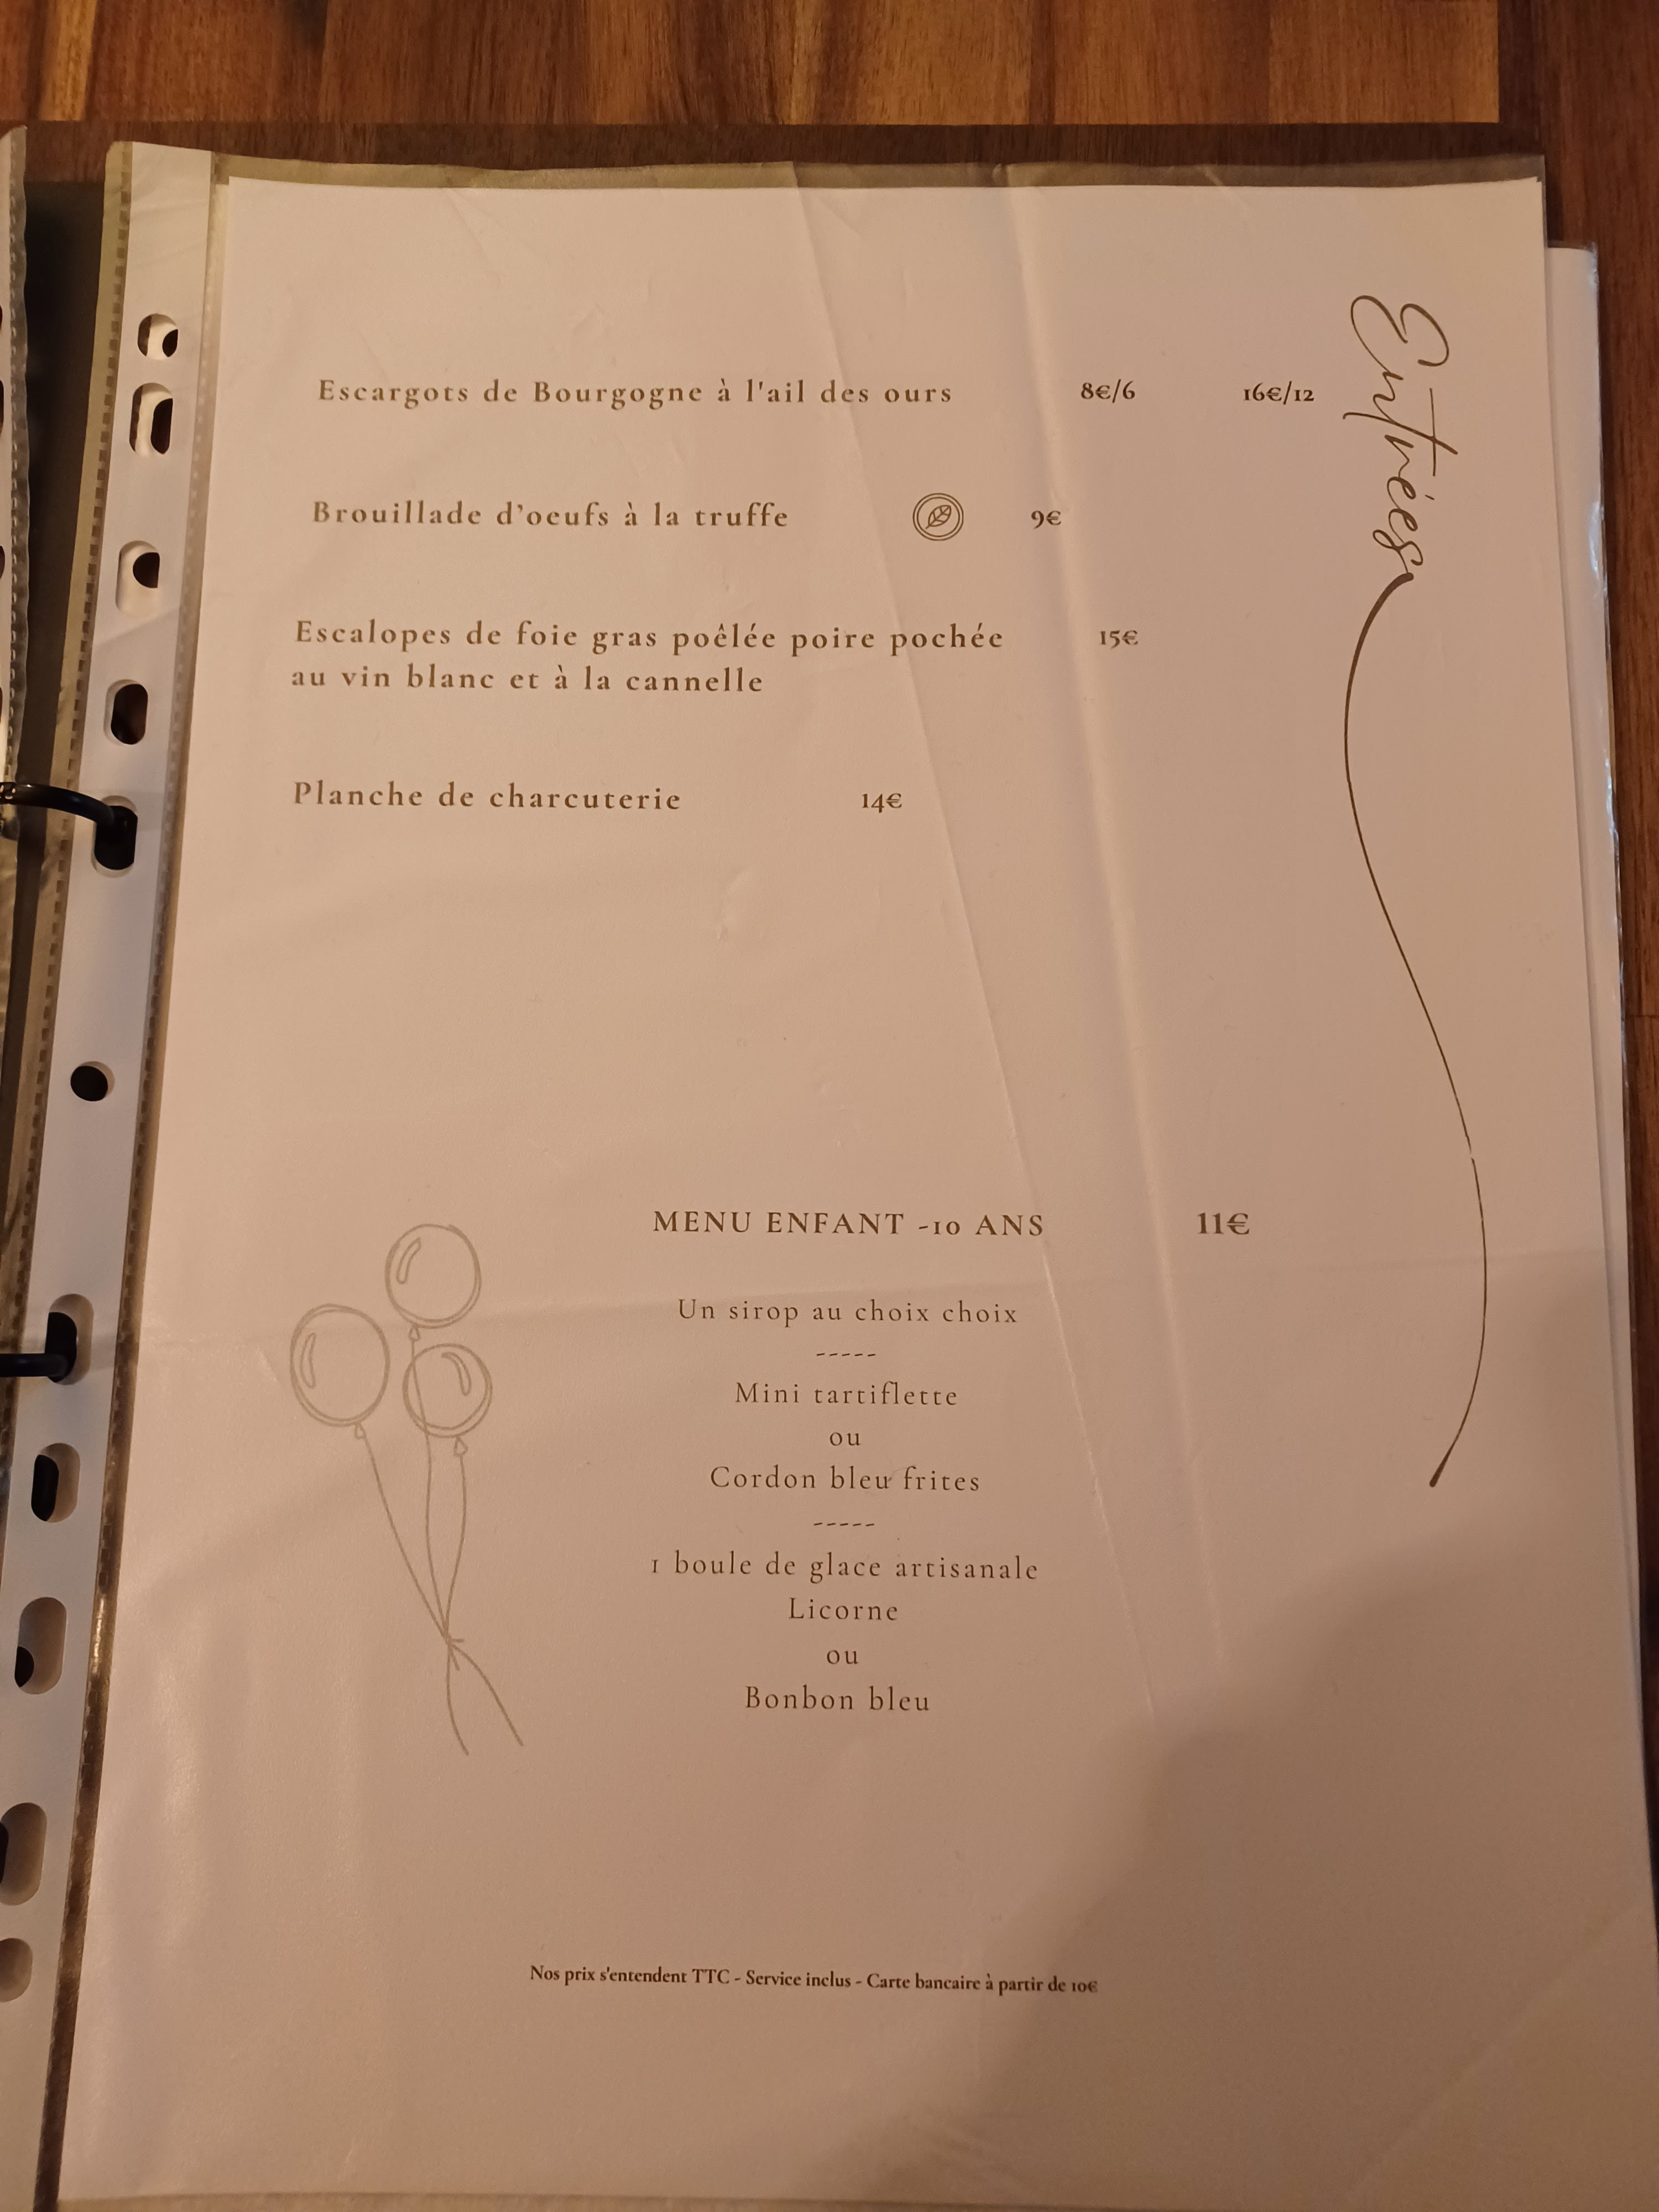 Entrées
Escargots de Bourgogne à l'ail des ours 8€/6 16€/12
Brouillade d'oeufs à la truffe 9€
Escalopes de foie gras poêlée poire pochée 15€
au vin blanc et à la cannelle
Planche de charcuterie 14€
MENU ENFANT -10 ANS 11€
Un sirop au choix choix
-----
Mini tartiflette
ou
Cordon bleu frites
-----
1 boule de glace artisanale
Licorne
ou
Bonbon bleu
Nos prix s'entendent TTC - Service inclus - Carte bancaire à partir de 10€